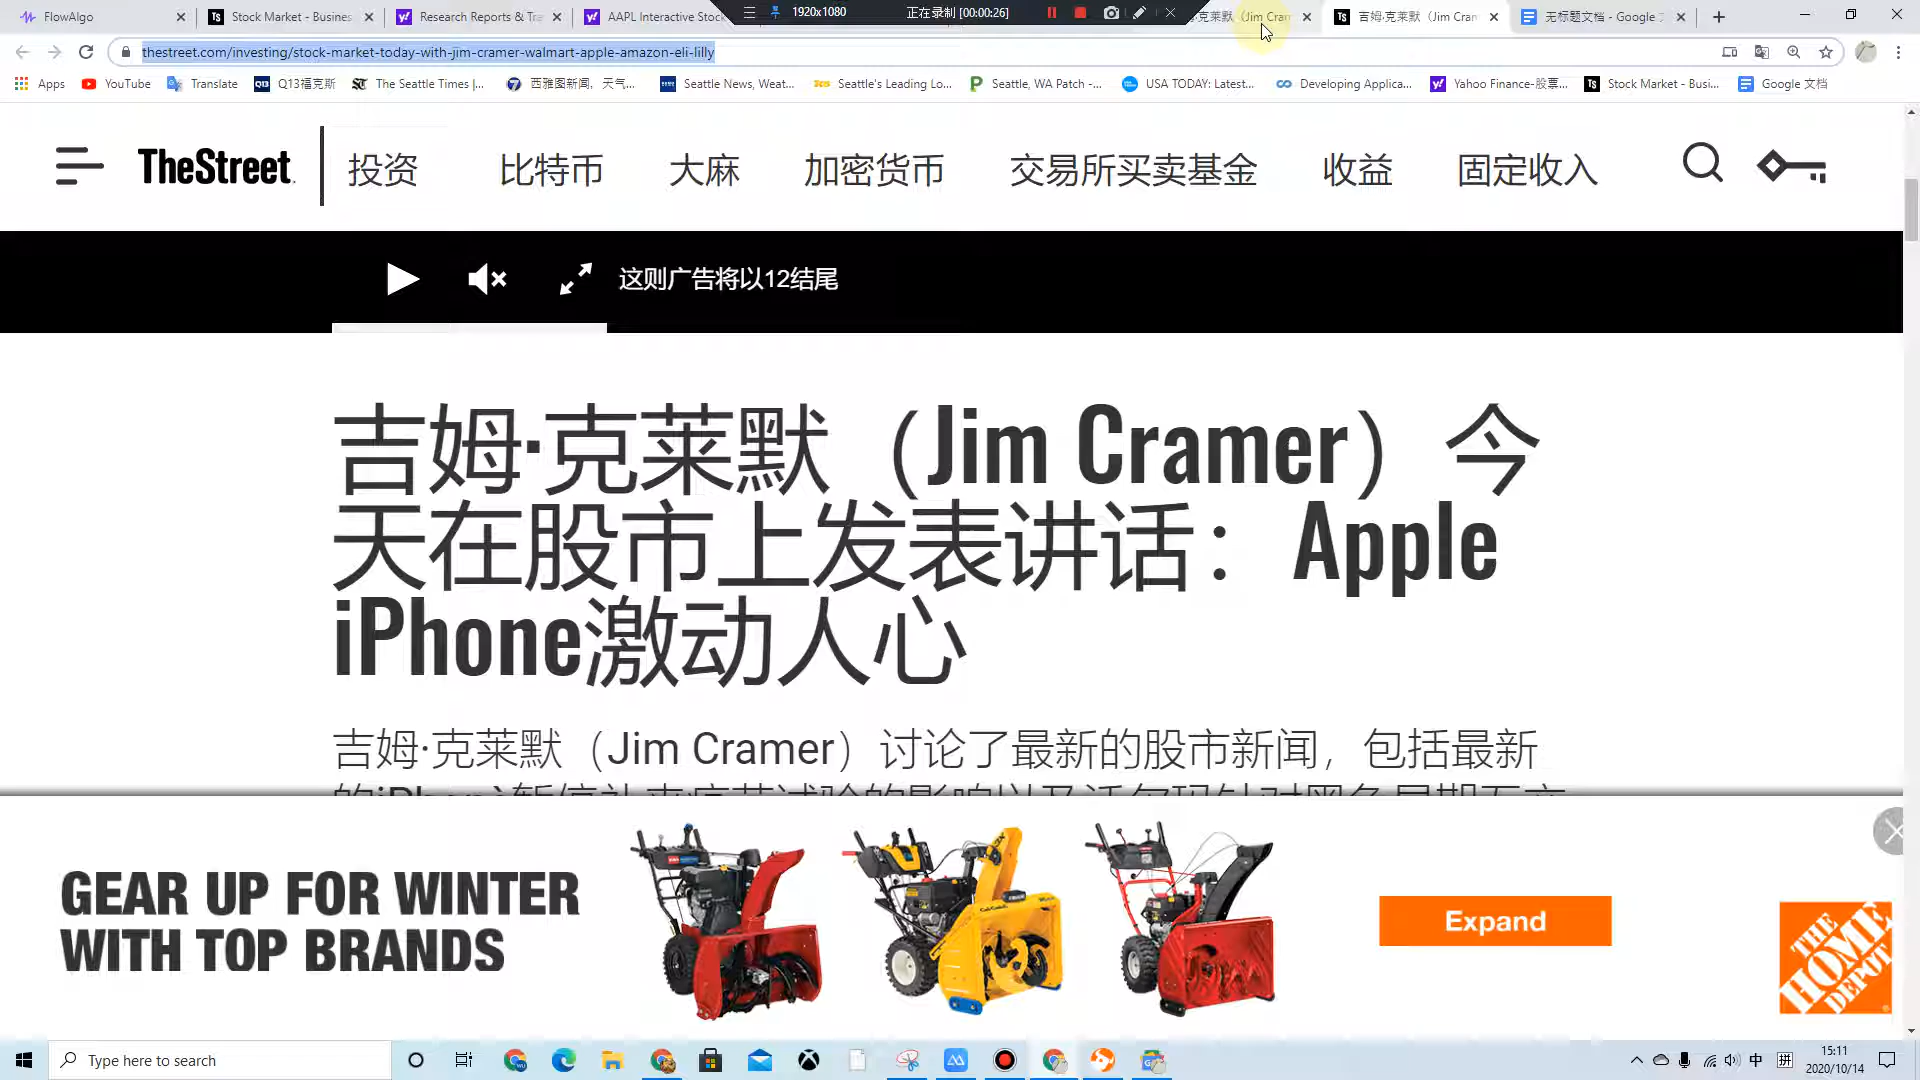 FlowAlgo
Stock Market - Busines
Research Reports & Tra
AAPL Interactive Stock
1920x1080
正在录制 [00:00:26]
克莱默（Jim Cram
吉姆·克莱默（Jim Cram
无标题文档 - Google
thestreet.com/investing/stock-market-today-with-jim-cramer-walmart-apple-amazon-eli-lilly
Apps
YouTube
Translate
Q13福克斯
The Seattle Times |...
西雅图新闻，天气...
Seattle News, Weat...
Seattle's Leading Lo...
Seattle, WA Patch -...
USA TODAY: Latest...
Developing Applica...
Yahoo Finance-股票...
Stock Market - Busi...
Google 文档
TheStreet
投资
比特币
大麻
加密货币
交易所买卖基金
收益
固定收入
这则广告将以12结尾
吉姆·克莱默（Jim Cramer）今
天在股市上发表讲话：Apple
iPhone激动人心
吉姆·克莱默（Jim Cramer）讨论了最新的股市新闻，包括最新
GEAR UP FOR WINTER
WITH TOP BRANDS
Expand
THE
HOME
DEPOT
Type here to search
中
拼
15:11
2020/10/14